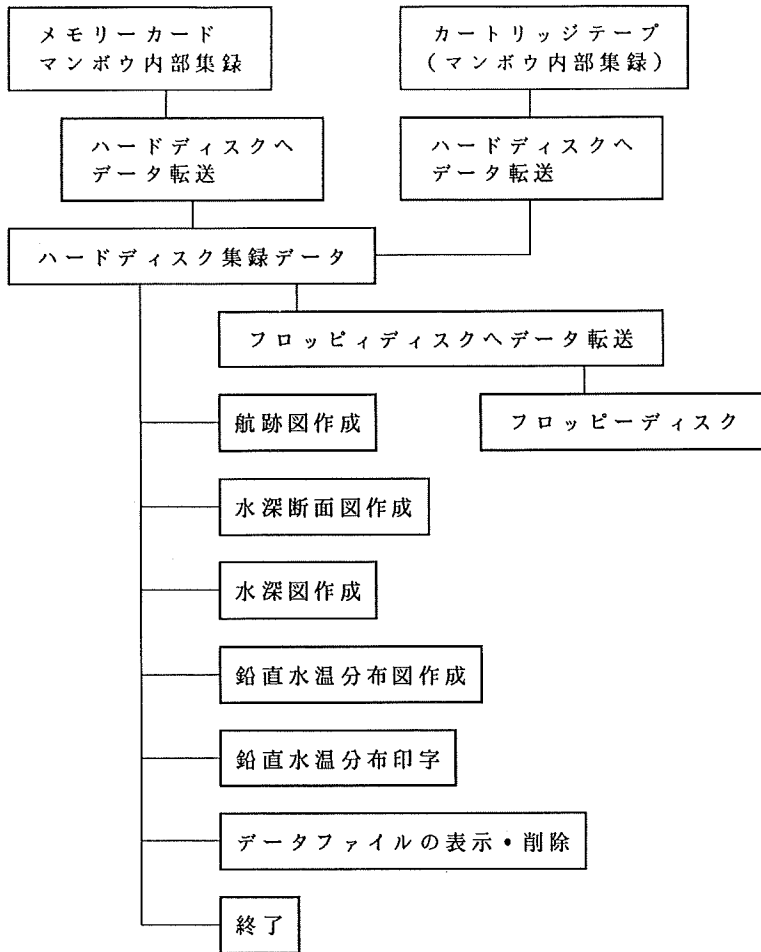 メモリーカード
マンボウ内部集録
カートリッジテープ
(マンボウ内部集録)
ハードディスクへ
データ転送
ハードディスクへ
データ転送
ハードディスク集録データ
フロッピィディスクへデータ転送
航跡図作成
フロッピーディスク
水深断面図作成
水深図作成
鉛直水温分布図作成
鉛直水温分布印字
データファイルの表示・削除
終了